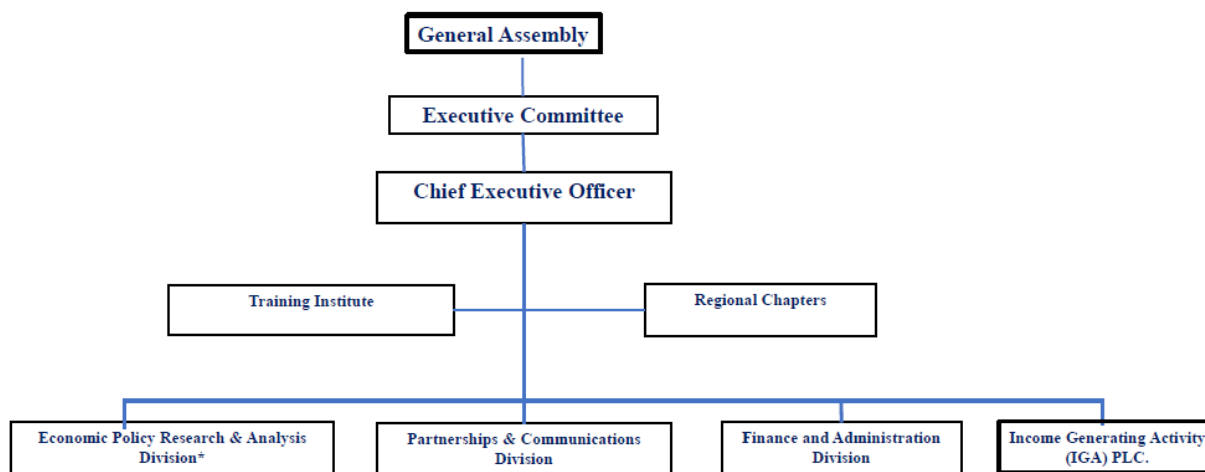 General Assembly
Executive Committee
Chief Executive Officer
Training Institute
Regional Chapters
Economic Policy Research & Analysis
Division*
Partnerships & Communications
Division
Finance and Administration
Division
Income Generating Activity
(IGA) PLC.